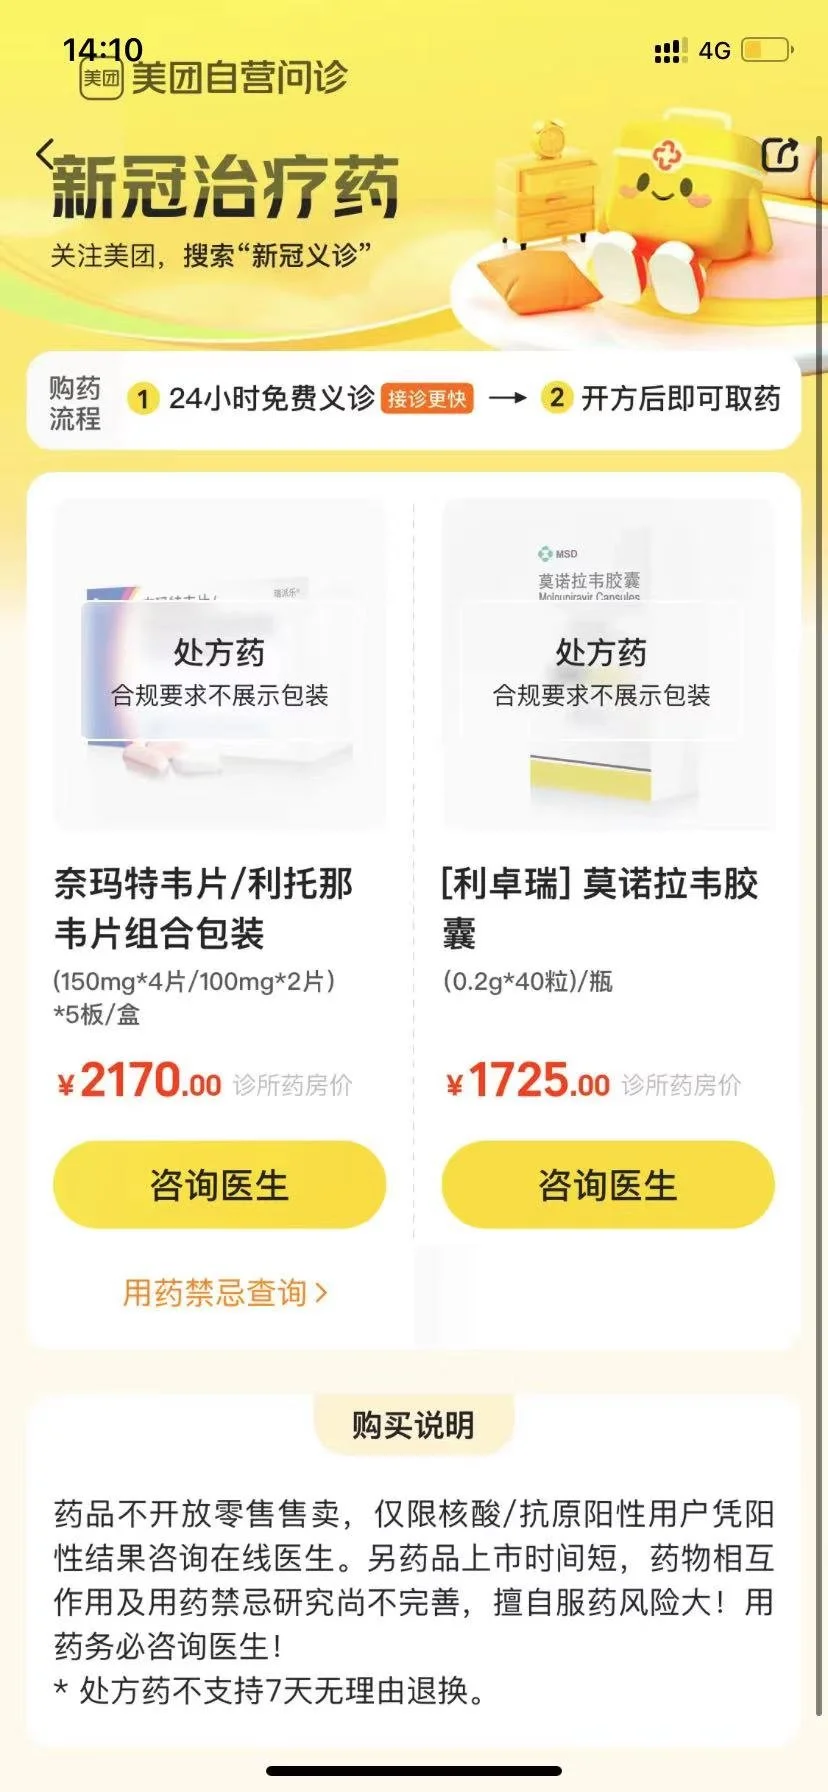 14:10
4G
美团 美团自营问诊
新冠治疗药
关注美团，搜索“新冠义诊”
购药
流程
1 24小时免费义诊 接诊更快 → 2 开方后即可取药
瑞派乐®
处方药
合规要求不展示包装
MSD
莫诺拉韦胶囊
Molnupiravir Capsules
处方药
合规要求不展示包装
奈玛特韦片/利托那
韦片组合包装
(150mg*4片/100mg*2片)
*5板/盒
¥2170.00 诊所药房价
咨询医生
用药禁忌查询 >
[利卓瑞] 莫诺拉韦胶
囊
(0.2g*40粒)/瓶
¥1725.00 诊所药房价
咨询医生
购买说明
药品不开放零售售卖，仅限核酸/抗原阳性用户凭阳
性结果咨询在线医生。另药品上市时间短，药物相互
作用及用药禁忌研究尚不完善，擅自服药风险大！用
药务必咨询医生！
* 处方药不支持7天无理由退换。